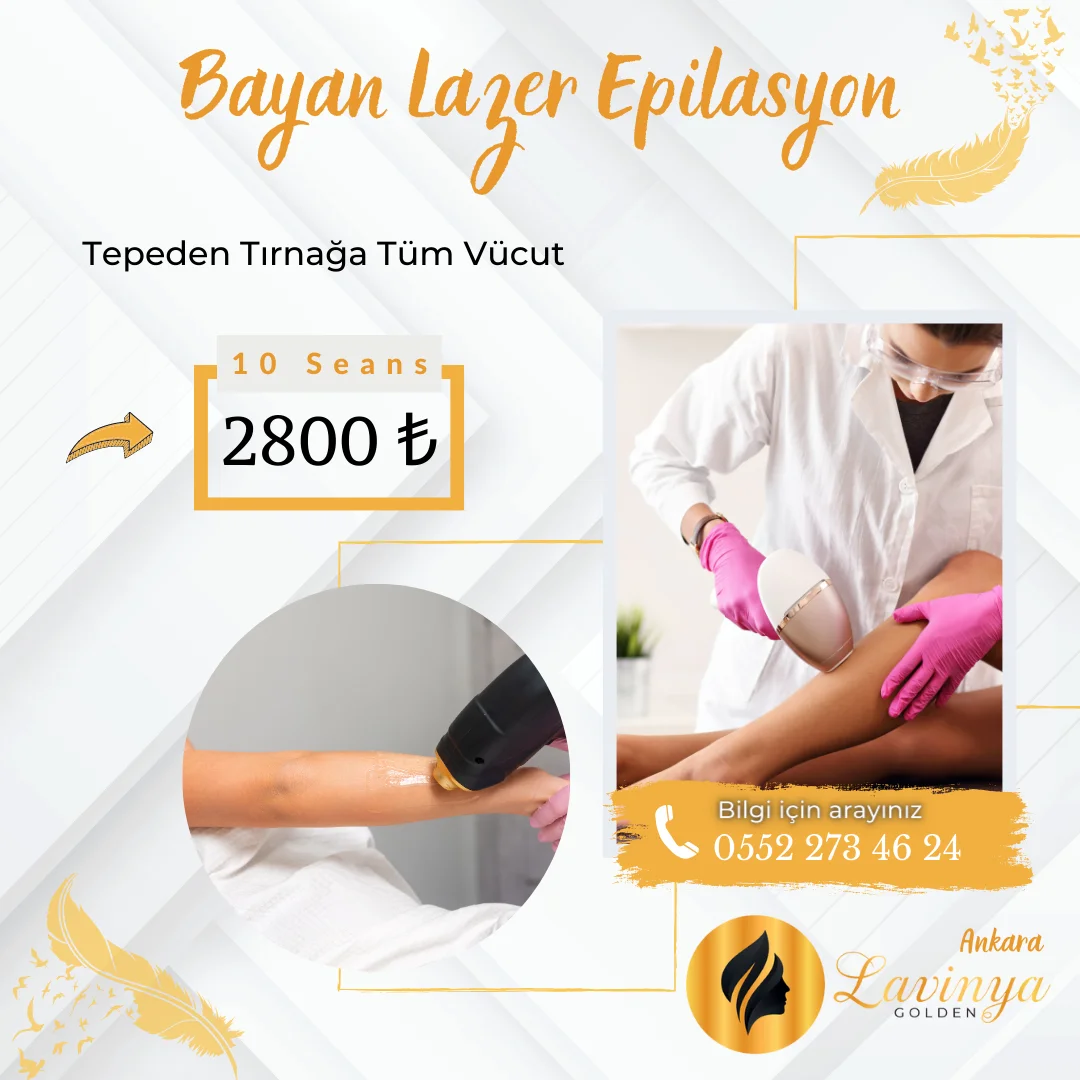 Bayan Lazer Epilasyon
Tepeden Tırnağa Tüm Vücut
10 Seans
2800 ₺
Bilgi için arayınız
0552 273 46 24
Ankara
Lavinya
GOLDEN